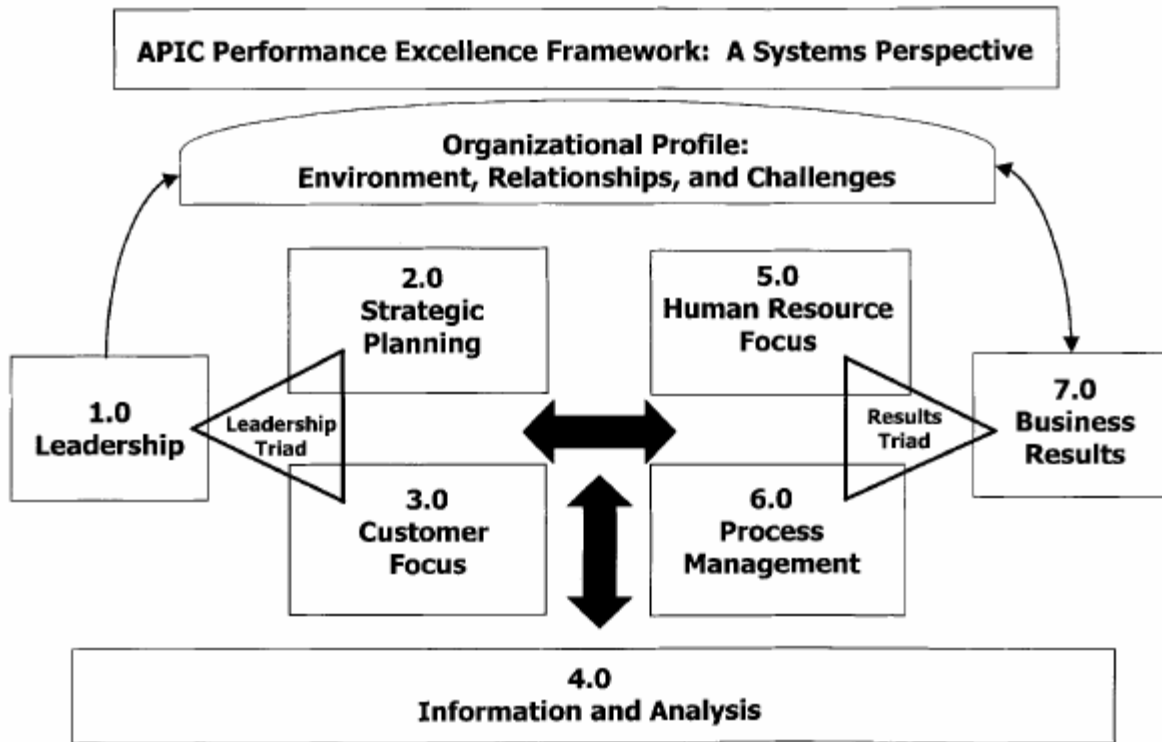 APIC Performance Excellence Framework: A Systems Perspective
Organizational Profile:
Environment, Relationships, and Challenges
1.0
Leadership
Leadership
Triad
2.0
Strategic
Planning
3.0
Customer
Focus
5.0
Human Resource
Focus
6.0
Process
Management
Results
Triad
7.0
Business
Results
4.0
Information and Analysis